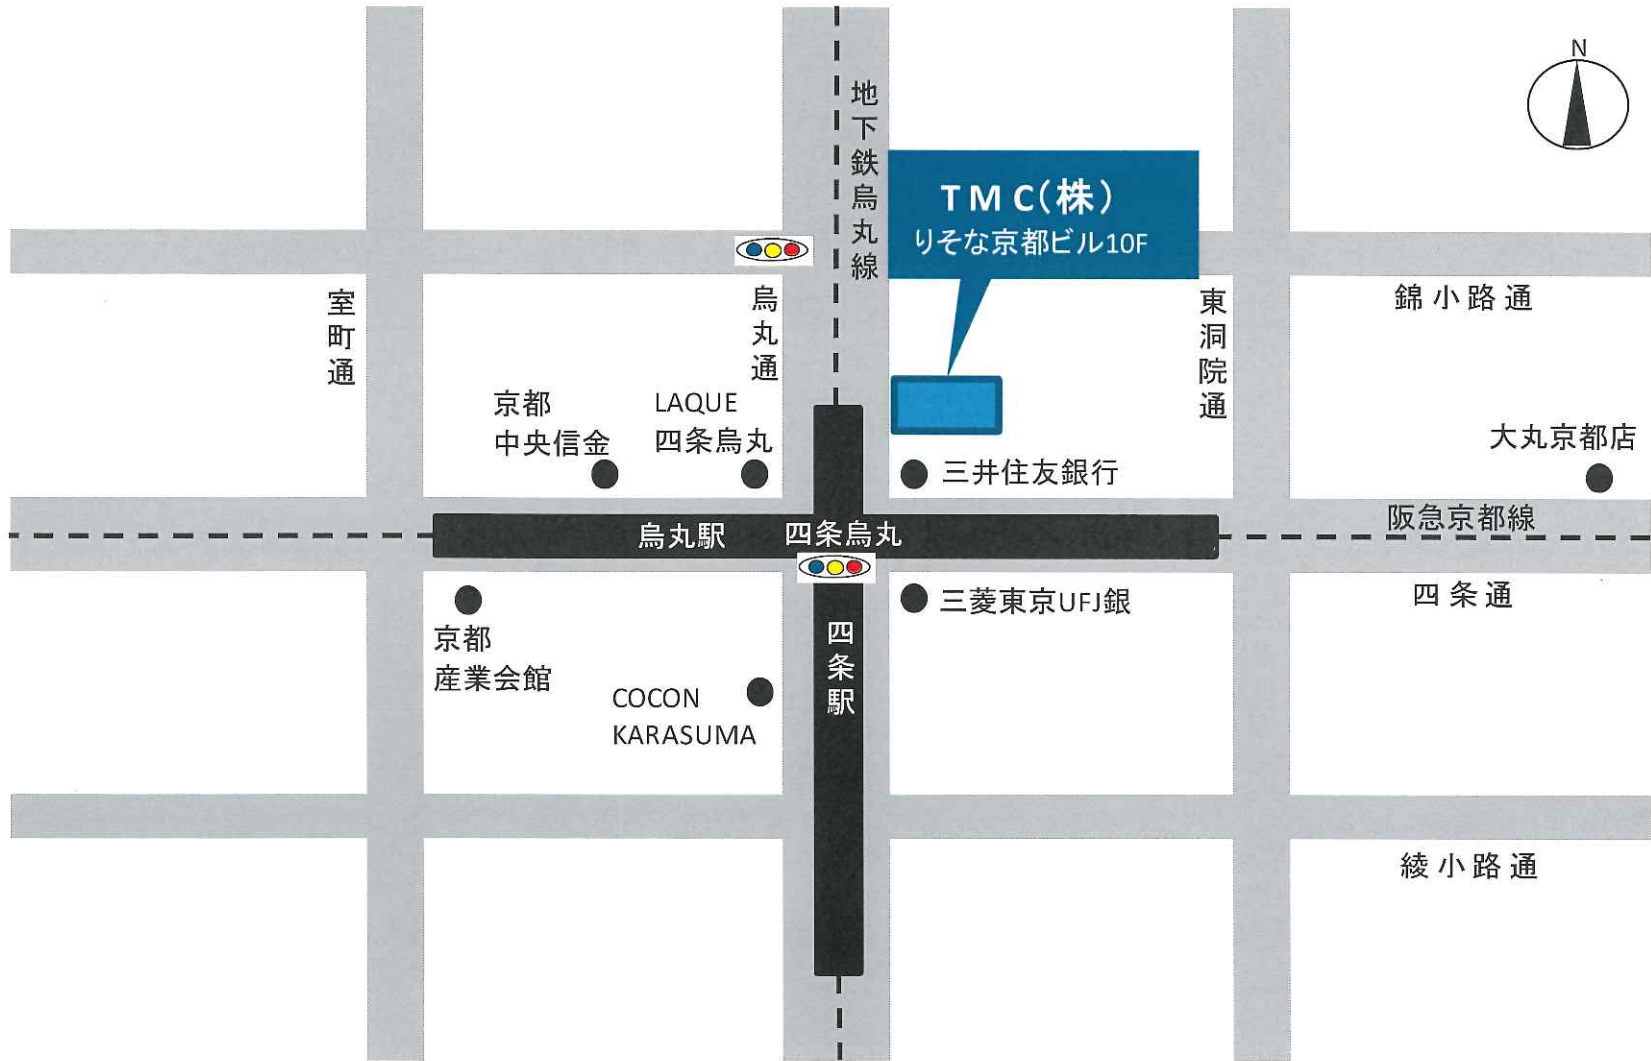 N
地下鉄烏丸線
TMC(株)
りそな京都ビル10F
室町通
烏丸通
東洞院通
錦小路通
京都
中央信金
LAQUE
四条烏丸
三井住友銀行
大丸京都店
烏丸駅
四条烏丸
阪急京都線
四条通
三菱東京UFJ銀
京都
産業会館
四条駅
COCON
KARASUMA
綾小路通